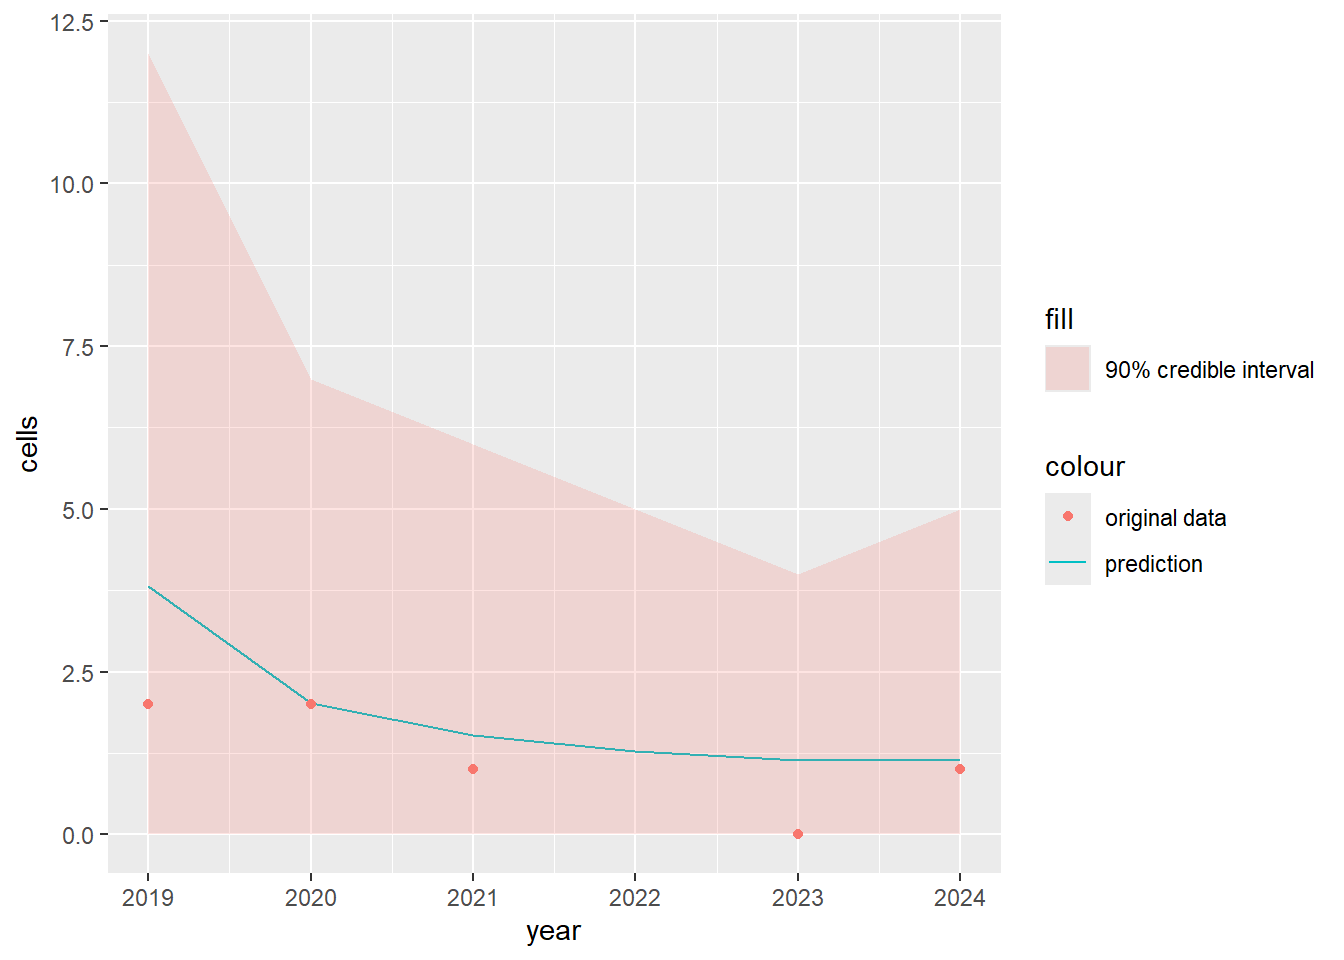 12.5
10.0
7.5
5.0
2.5
0.0
cells
2019 2020 2021 2022 2023 2024
year
fill
90% credible interval
colour
original data
prediction